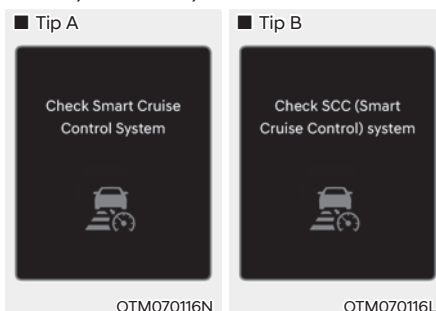 ■ Tip A
Check Smart Cruise
Control System
OTM070116N
■ Tip B
Check SCC (Smart
Cruise Control) system
OTM070116L